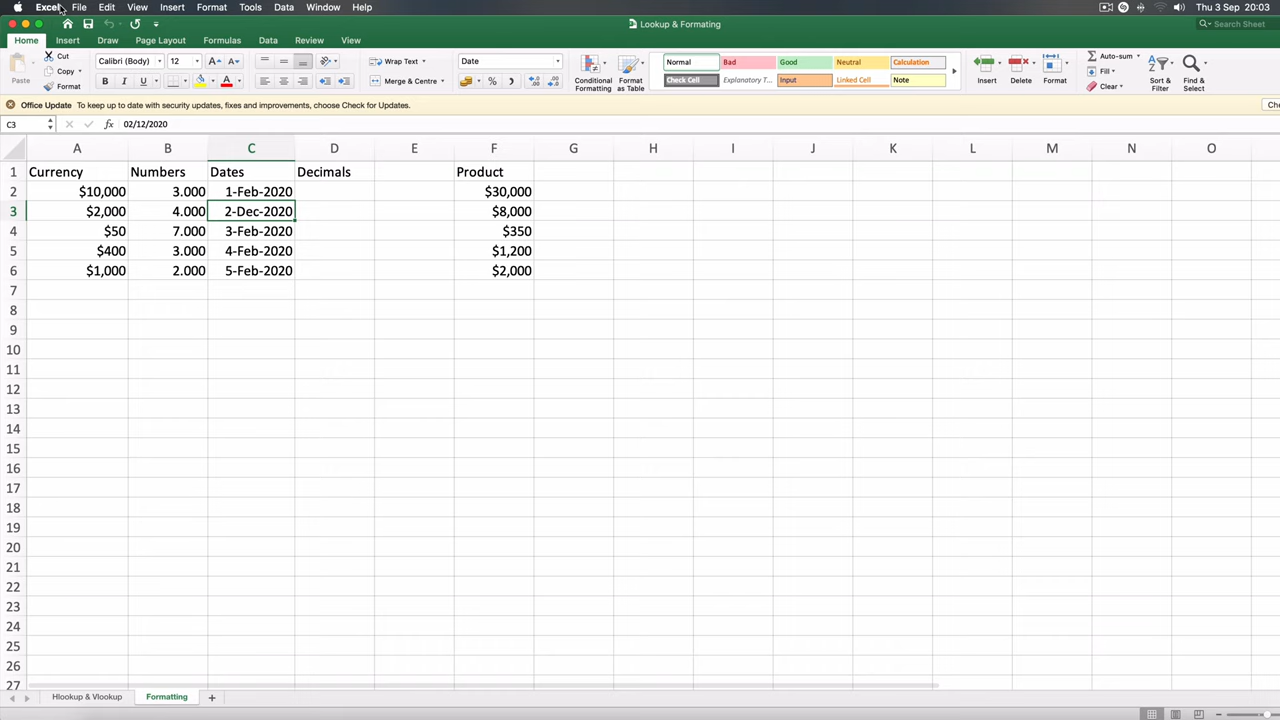 Excel File Edit View Insert Format Tools Data Window Help Thu 3 Sep 20:03
Lookup & Formating Search Sheet
Home Insert Draw Page Layout Formulas Data Review View
Paste Cut Copy Format
Calibri (Body) 12 Wrap Text Date
B I U Merge & Centre
Conditional Formatting Format as Table
Normal Bad Good Neutral Calculation
Check Cell Explanatory T... Input Linked Cell Note
Insert Delete Format
Auto-sum Fill Clear
Sort & Filter Find & Select
Office Update To keep up to date with security updates, fixes and improvements, choose Check for Updates.
C3 fx 02/12/2020
A B C D E F G H I J K L M N O
1 Currency Numbers Dates Decimals Product
2 $10,000 3.000 1-Feb-2020 $30,000
3 $2,000 4.000 2-Dec-2020 $8,000
4 $50 7.000 3-Feb-2020 $350
5 $400 3.000 4-Feb-2020 $1,200
6 $1,000 2.000 5-Feb-2020 $2,000
7
8
9
10
11
12
13
14
15
16
17
18
19
20
21
22
23
24
25
26
27
Hlookup & Vlookup Formatting